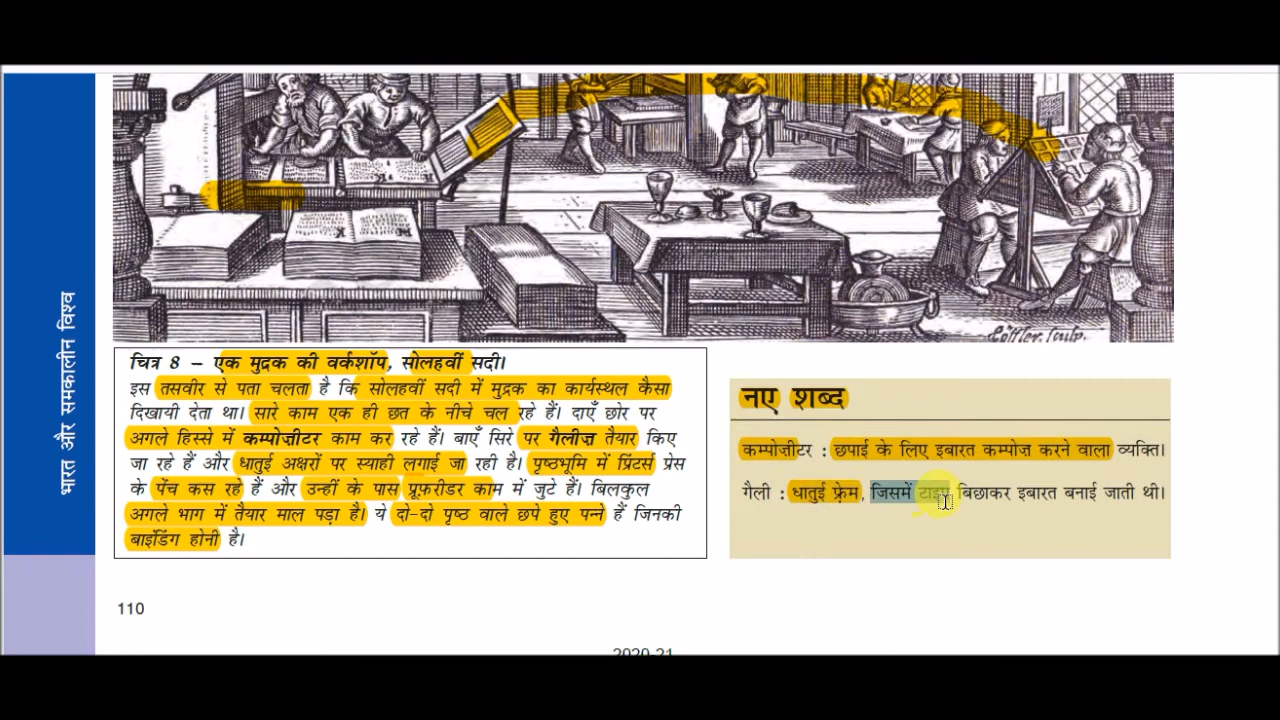 भारत और समकालीन विश्व
Löffler. Sculp.
चित्र 8 – एक मुद्रक की वर्कशॉप, सोलहवीं सदी।
इस तसवीर से पता चलता है कि सोलहवीं सदी में मुद्रक का कार्यस्थल कैसा
दिखायी देता था। सारे काम एक ही छत के नीचे चल रहे हैं। दाएँ छोर पर
अगले हिस्से में कम्पोज़ीटर काम कर रहे हैं। बाएँ सिरे पर गैलीज़ तैयार किए
जा रहे हैं और धातुई अक्षरों पर स्याही लगाई जा रही है। पृष्ठभूमि में प्रिंटर्स प्रेस
के पेंच कस रहे हैं और उन्हीं के पास प्रूफ़रीडर काम में जुटे हैं। बिलकुल
अगले भाग में तैयार माल पड़ा है। ये दो-दो पृष्ठ वाले छपे हुए पन्ने हैं जिनकी
बाइंडिंग होनी है।
नए शब्द
कम्पोज़ीटर : छपाई के लिए इबारत कम्पोज़ करने वाला व्यक्ति।
गैली : धातुई फ़्रेम, जिसमें टाइप बिछाकर इबारत बनाई जाती थी।
110
2020-21